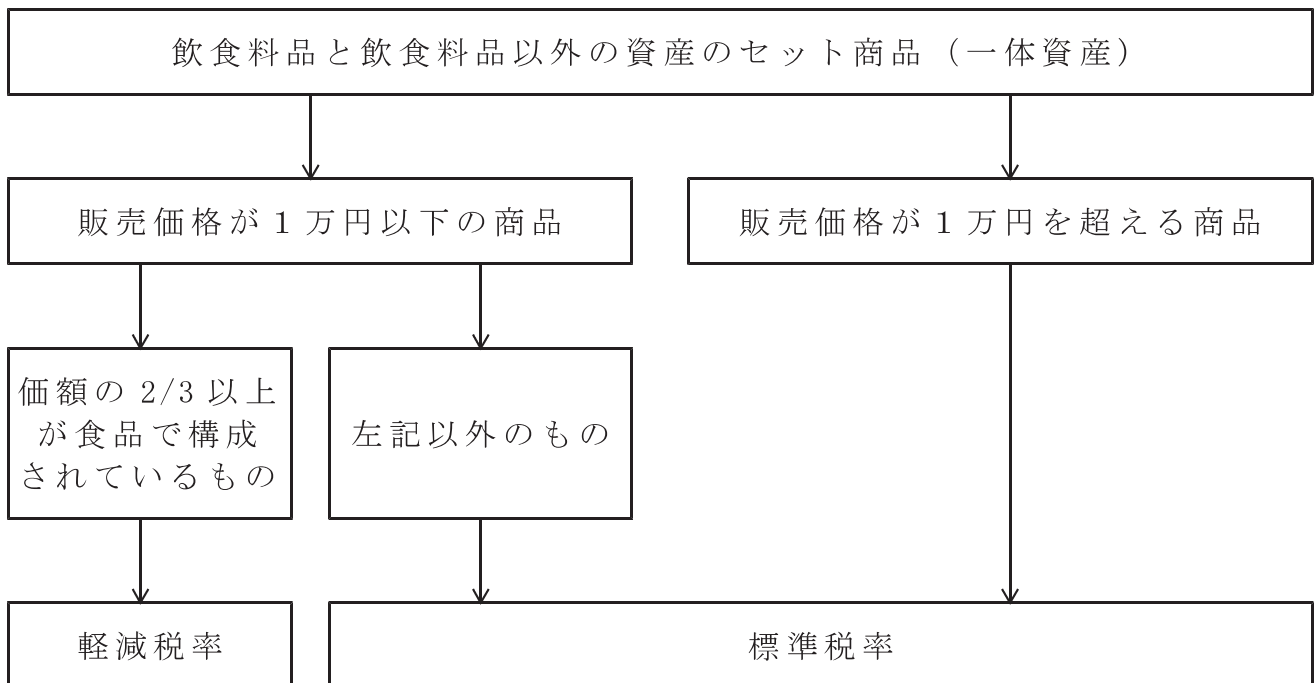 飲食料品と飲食料品以外の資産のセット商品（一体資産）
販売価格が1万円以下の商品
販売価格が1万円を超える商品
価額の2/3以上
が食品で構成
されているもの
左記以外のもの
軽減税率
標準税率